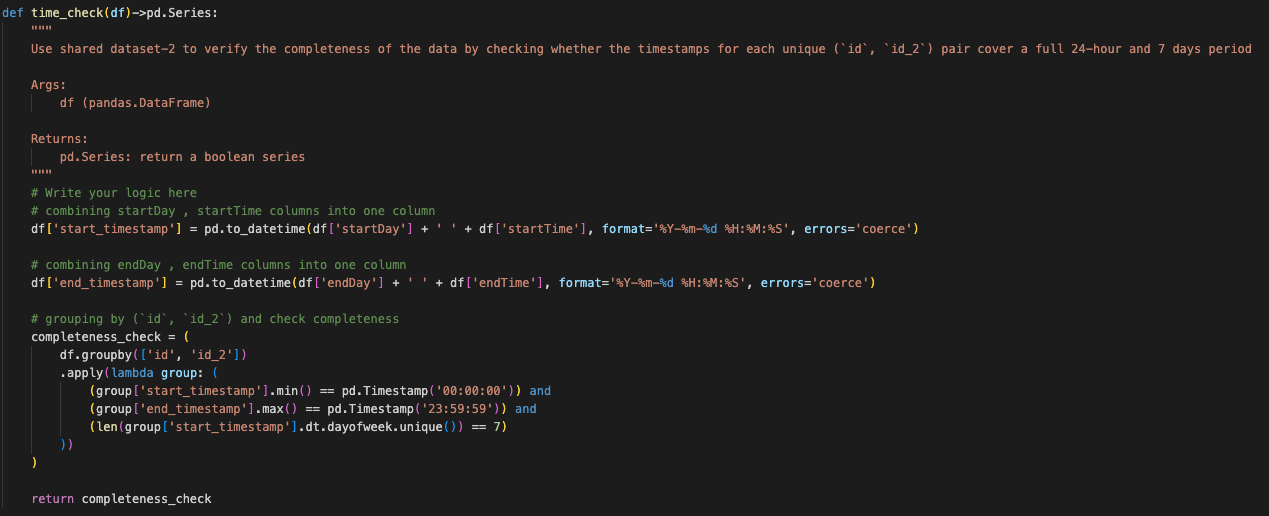 def time_check(df)->pd.Series:
    """
    Use shared dataset-2 to verify the completeness of the data by checking whether the timestamps for each unique (`id`, `id_2`) pair cover a full 24-hour and 7 days period

    Args:
        df (pandas.DataFrame)

    Returns:
        pd.Series: return a boolean series
    """
    # Write your logic here
    # combining startDay , startTime columns into one column
    df['start_timestamp'] = pd.to_datetime(df['startDay'] + ' ' + df['startTime'], format='%Y-%m-%d %H:%M:%S', errors='coerce')

    # combining endDay , endTime columns into one column
    df['end_timestamp'] = pd.to_datetime(df['endDay'] + ' ' + df['endTime'], format='%Y-%m-%d %H:%M:%S', errors='coerce')

    # grouping by (`id`, `id_2`) and check completeness
    completeness_check = (
        df.groupby(['id', 'id_2'])
        .apply(lambda group: (
            (group['start_timestamp'].min() == pd.Timestamp('00:00:00')) and
            (group['end_timestamp'].max() == pd.Timestamp('23:59:59')) and
            (len(group['start_timestamp'].dt.dayofweek.unique()) == 7)
        ))
    )

    return completeness_check